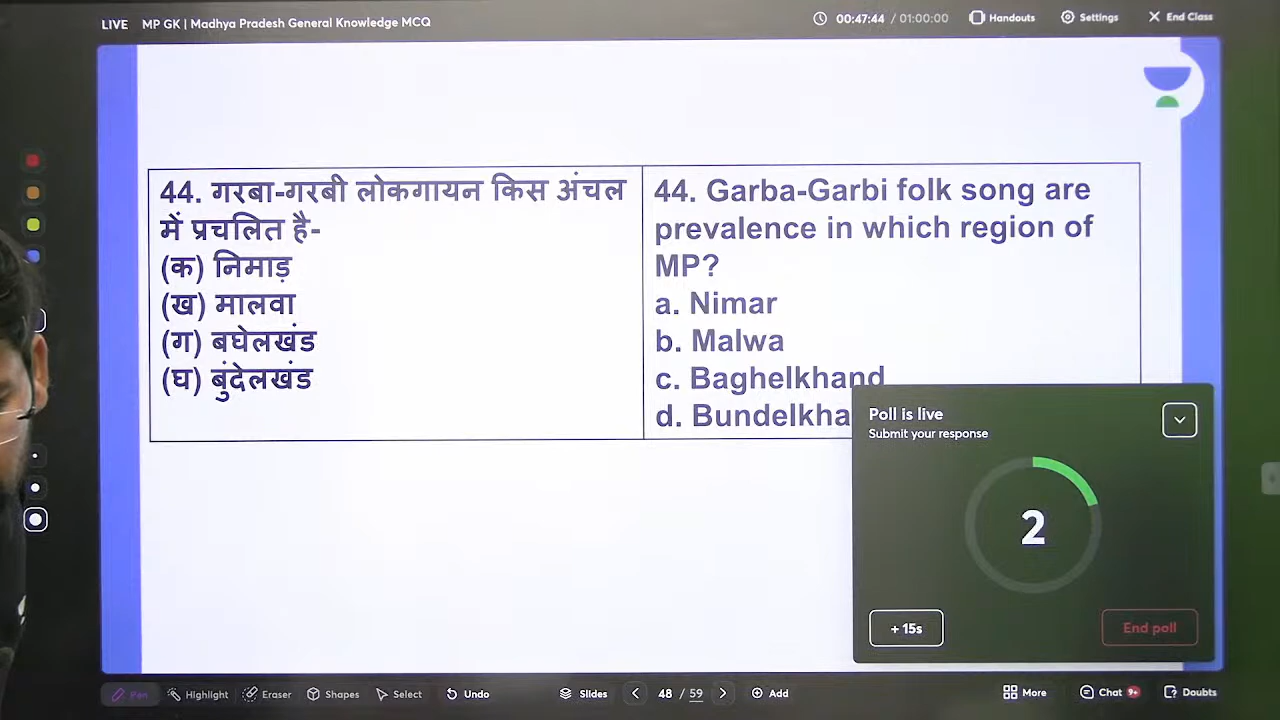 LIVE MP GK | Madhya Pradesh General Knowledge MCQ
00:47:44 / 01:00:00 Handouts Settings End Class
44. गरबा-गरबी लोकगायन किस अंचल
में प्रचलित है-
(क) निमाड़
(ख) मालवा
(ग) बघेलखंड
(घ) बुंदेलखंड
44. Garba-Garbi folk song are
prevalence in which region of
MP?
a. Nimar
b. Malwa
c. Baghelkhand
d. Bundelkha
Poll is live
Submit your response
2
+ 15s End poll
Pen Highlight Eraser Shapes Select Undo Slides 48 / 59 Add More Chat 9+ Doubts